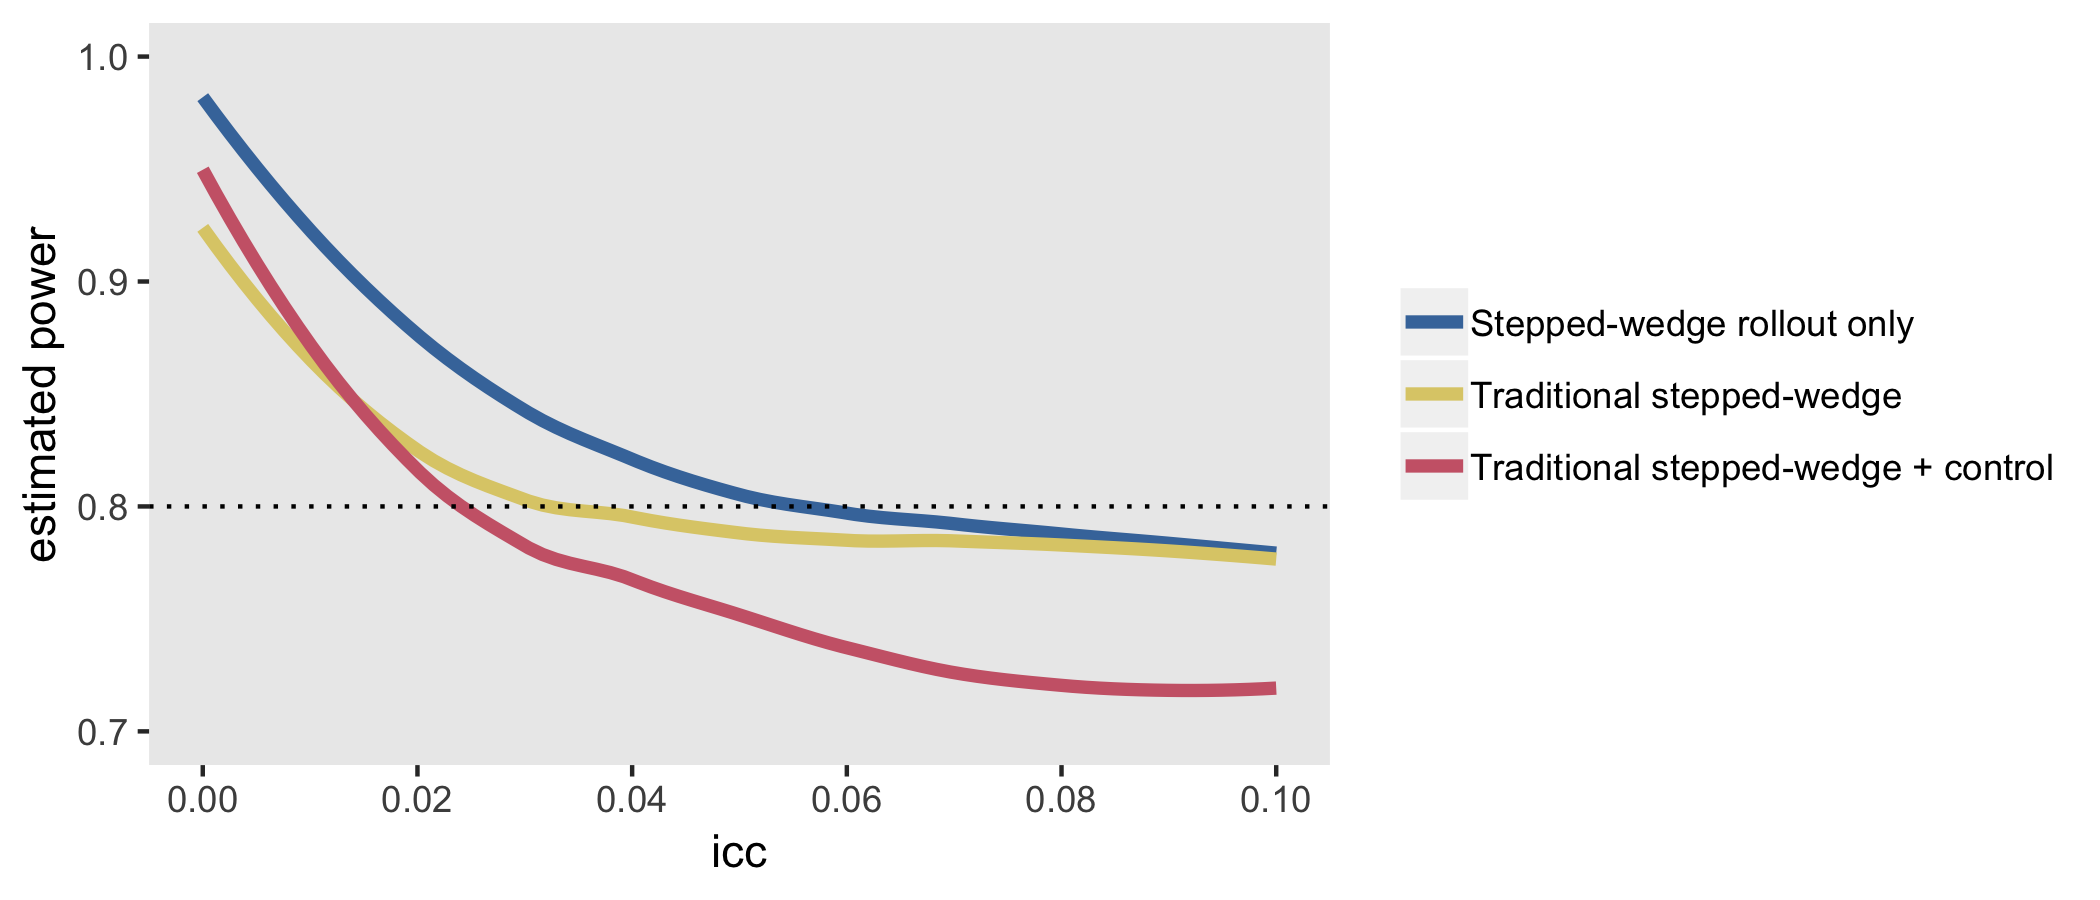 estimated power
1.0
0.9
0.8
0.7
0.00 0.02 0.04 0.06 0.08 0.10
icc
Stepped-wedge rollout only
Traditional stepped-wedge
Traditional stepped-wedge + control